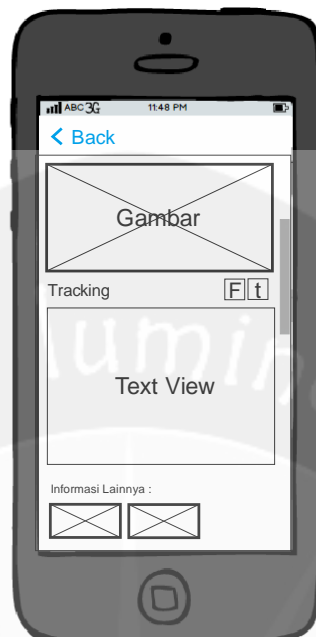 ABC 3G 11:48 PM
Back
Gambar
Tracking F t
Text View
Informasi Lainnya :